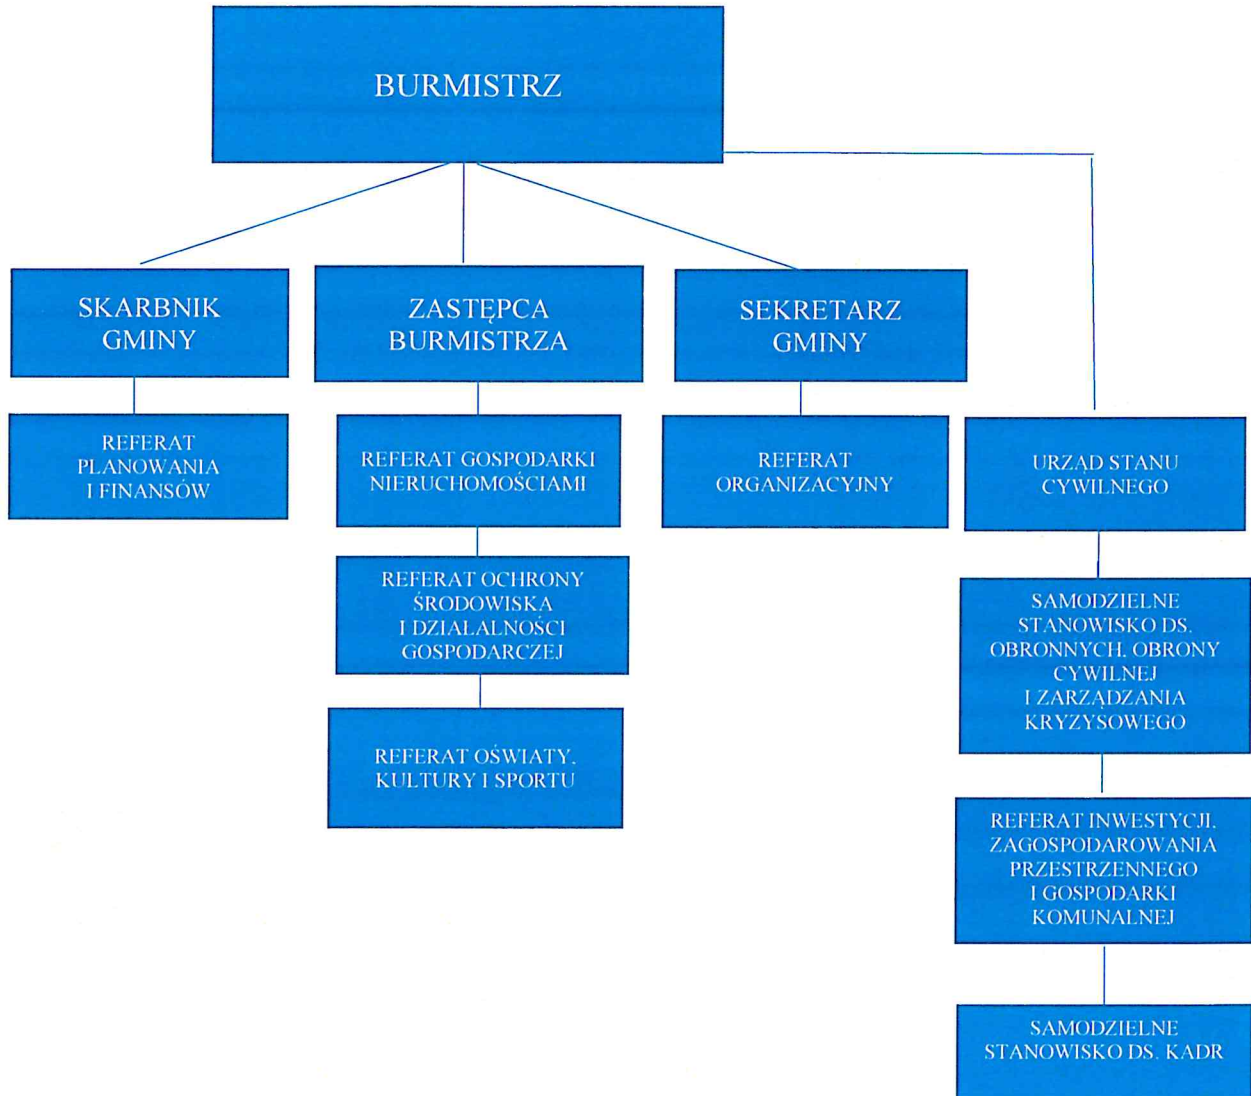 BURMISTRZ
SKARBNIK
GMINY
ZASTĘPCA
BURMISTRZA
SEKRETARZ
GMINY
REFERAT
PLANOWANIA
I FINANSÓW
REFERAT GOSPODARKI
NIERUCHOMOŚCIAMI
REFERAT
ORGANIZACYJNY
URZĄD STANU
CYWILNEGO
REFERAT OCHRONY
ŚRODOWISKA
I DZIAŁALNOŚCI
GOSPODARCZEJ
SAMODZIELNE
STANOWISKO DS.
OBRONNYCH, OBRONY
CYWILNEJ
I ZARZĄDZANIA
KRYZYSOWEGO
REFERAT OŚWIATY,
KULTURY I SPORTU
REFERAT INWESTYCJI,
ZAGOSPODAROWANIA
PRZESTRZENNEGO
I GOSPODARKI
KOMUNALNEJ
SAMODZIELNE
STANOWISKO DS. KADR